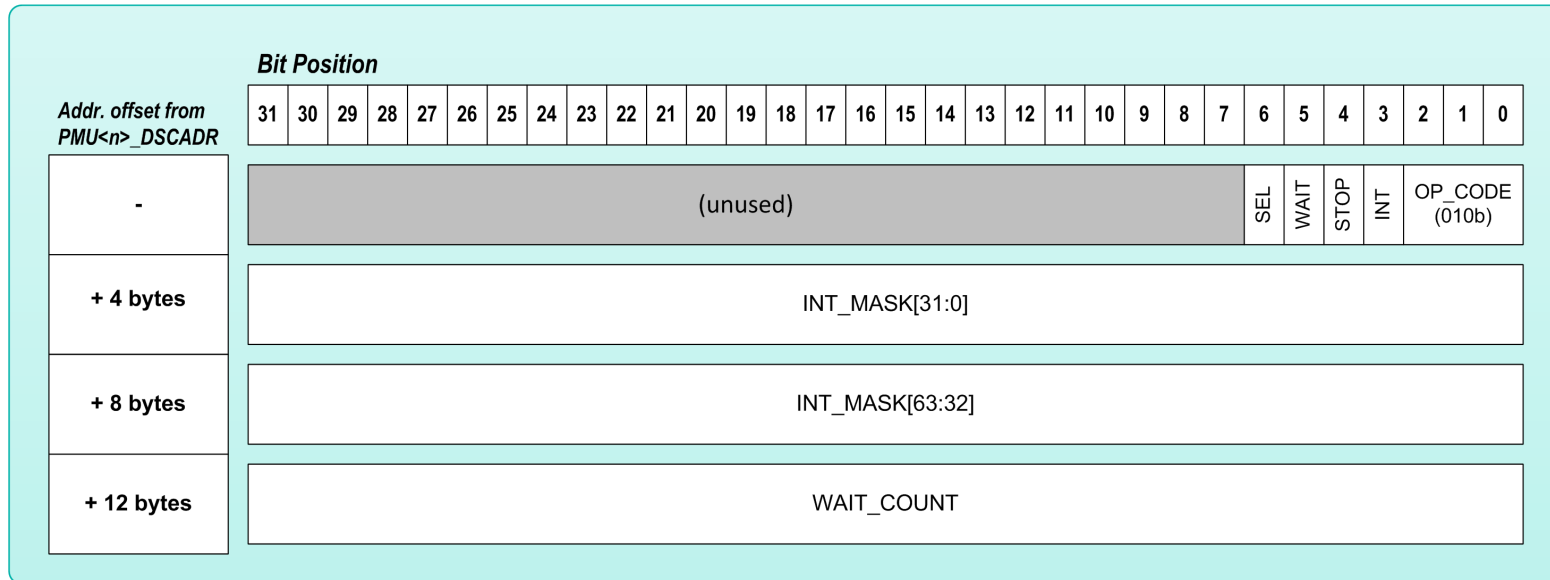 Bit Position
Addr. offset from
PMU<n>_DSCADR
31 30 29 28 27 26 25 24 23 22 21 20 19 18 17 16 15 14 13 12 11 10 9 8 7 6 5 4 3 2 1 0
-
(unused)
SEL
WAIT
STOP
INT
OP_CODE
(010b)
+ 4 bytes
INT_MASK[31:0]
+ 8 bytes
INT_MASK[63:32]
+ 12 bytes
WAIT_COUNT